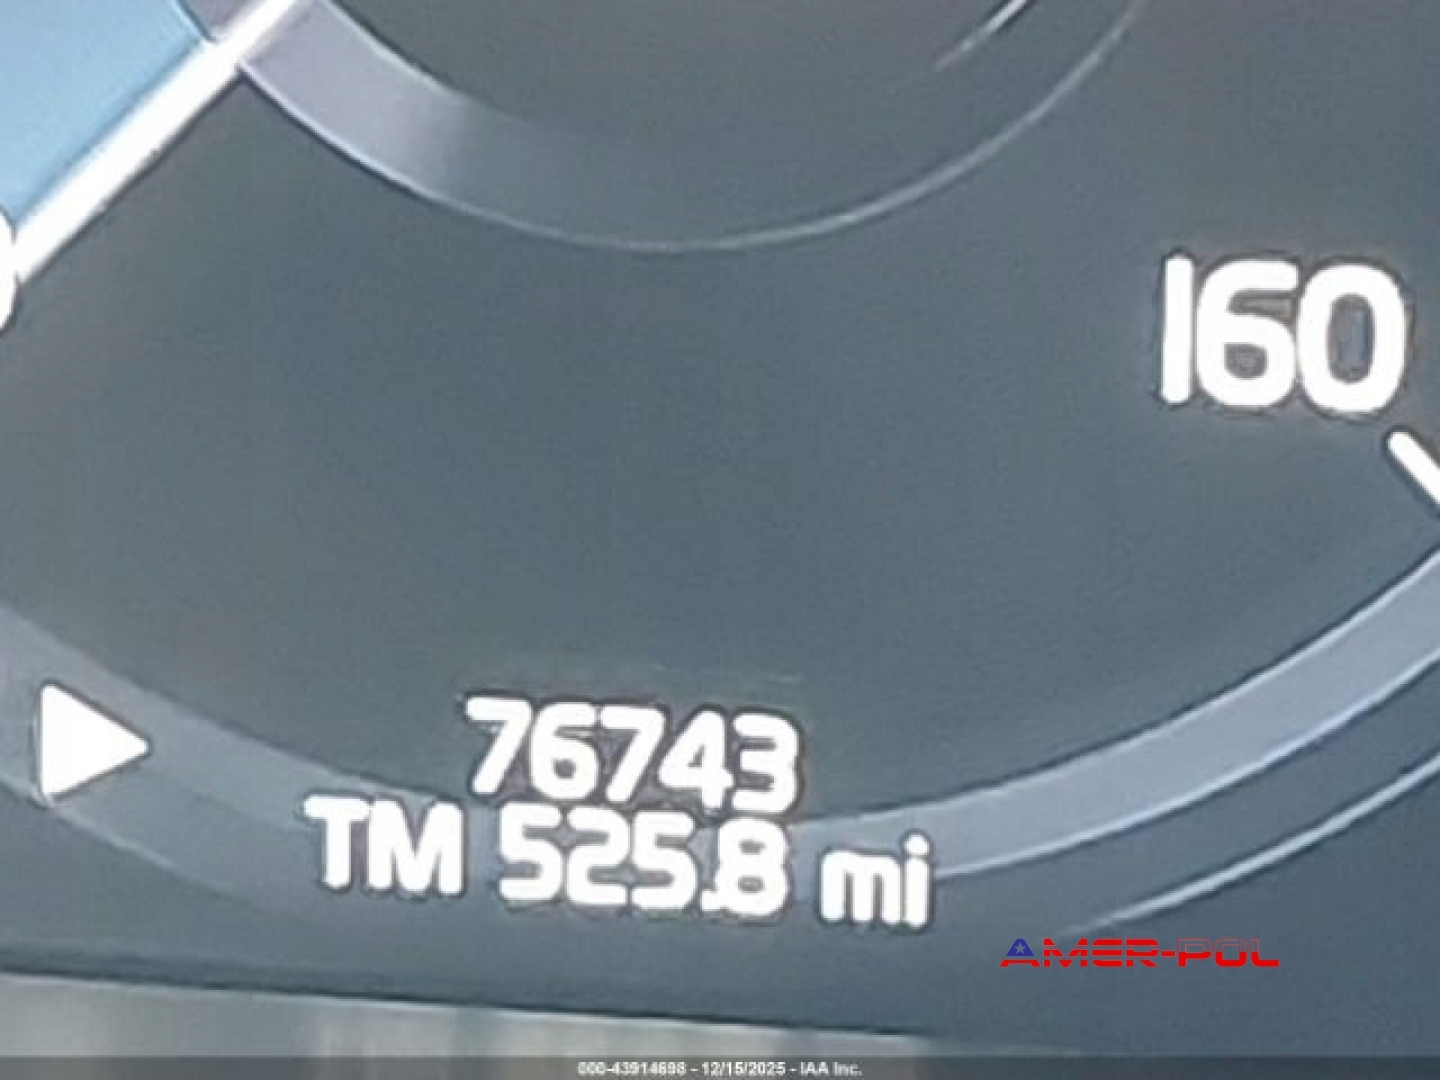 160
76743
TM 525.8 mi
AMER-POL
000-43914698 - 12/15/2025 - IAA Inc.